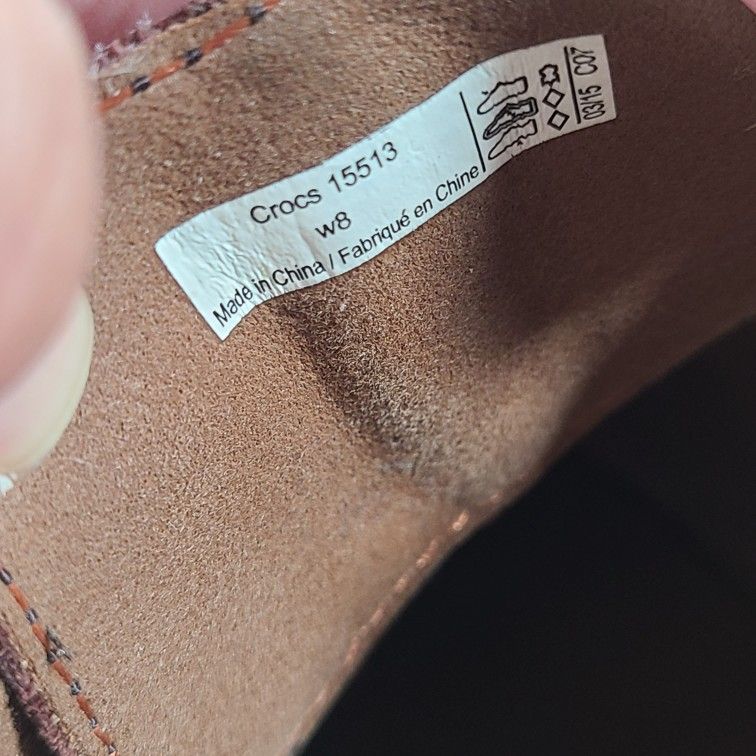 Crocs 15513
w8
Made in China / Fabriqué en Chine
03/15 C07